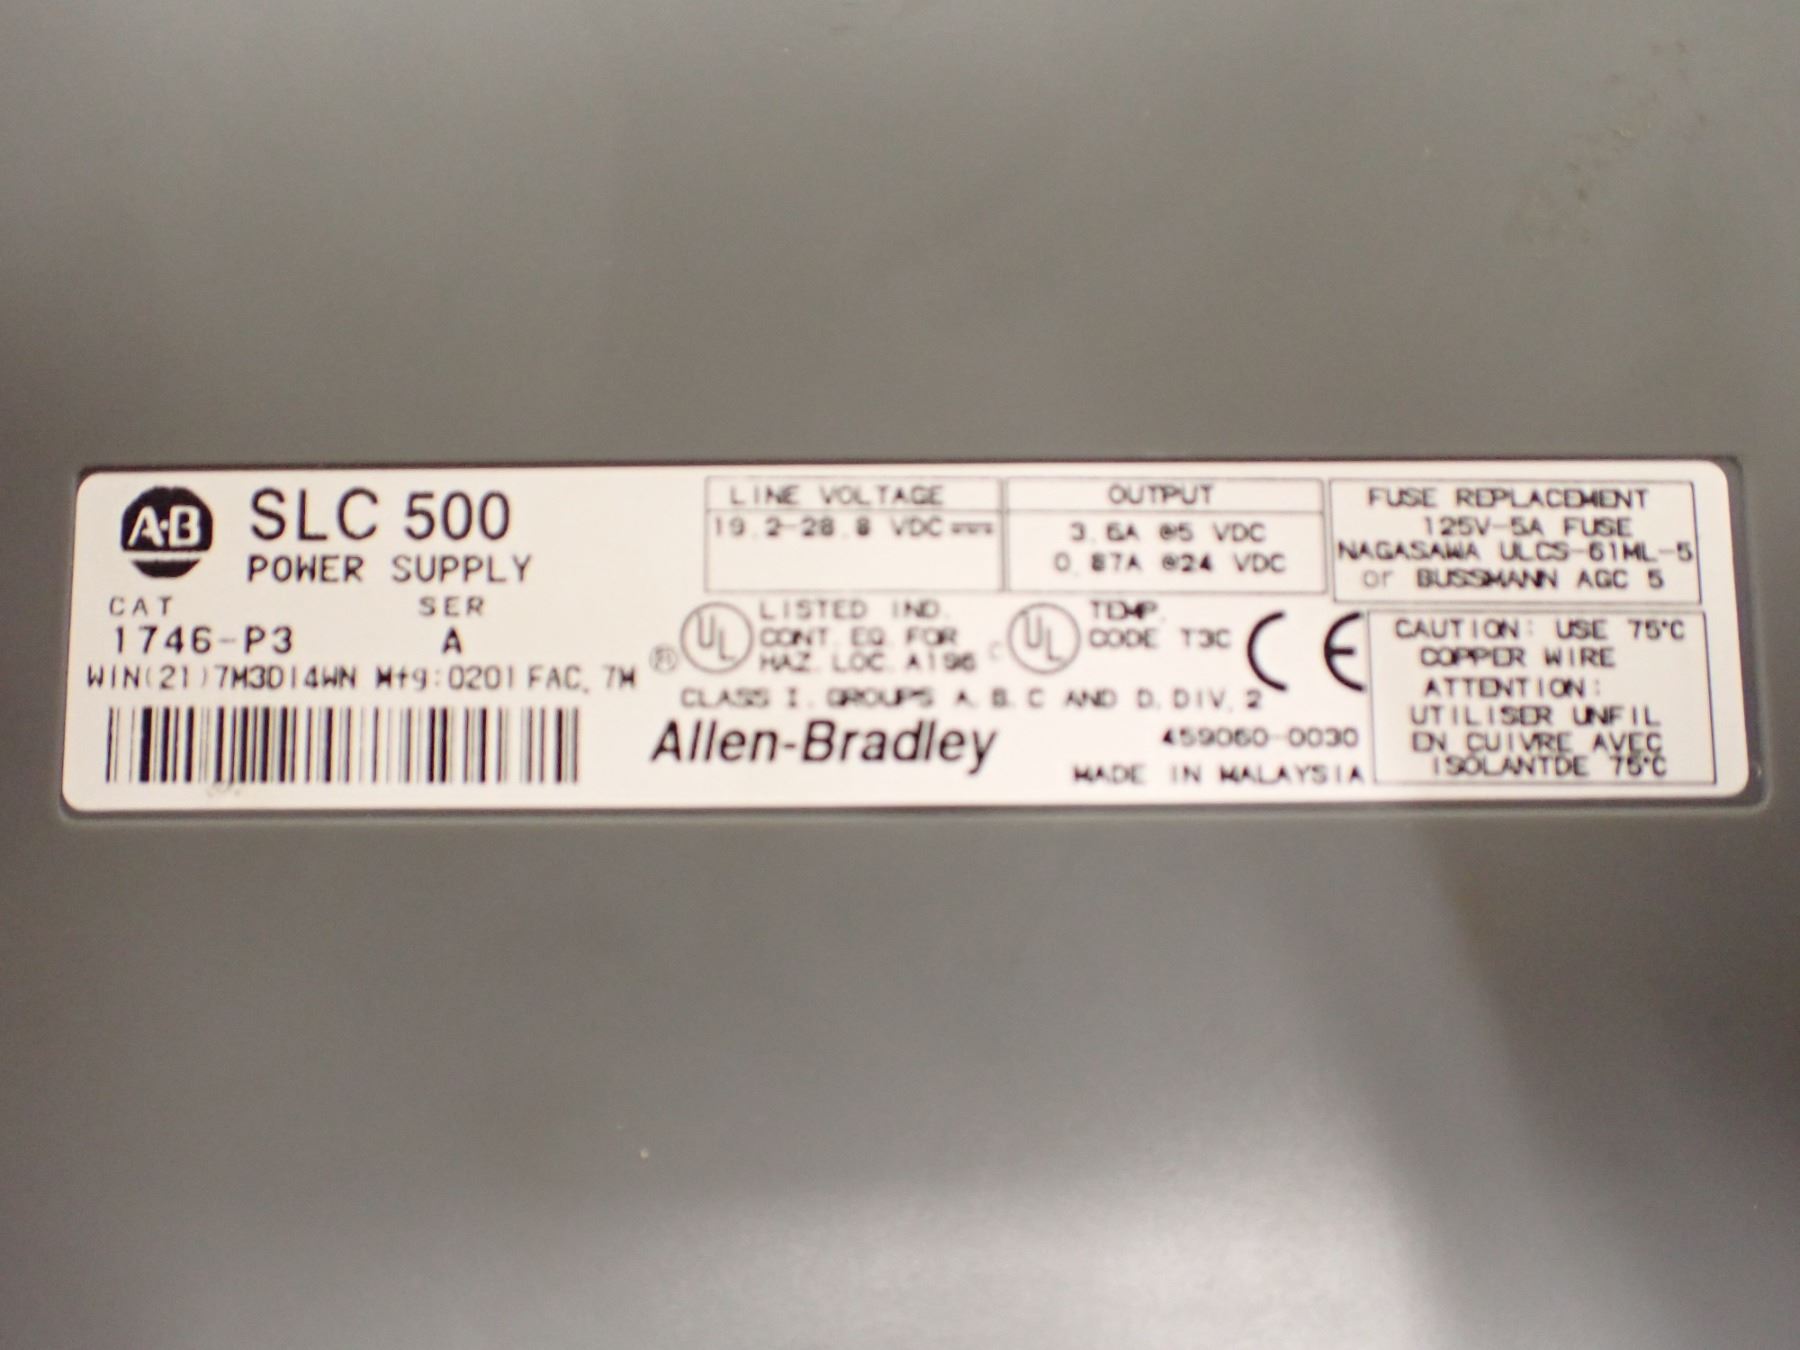 A·B SLC 500
POWER SUPPLY
CAT SER
1746-P3 A
WIN(21)7M3D14WN Mfg:0201 FAC. 7M
LINE VOLTAGE
19.2-28.8 VDC
OUTPUT
3.6A @5 VDC
0.87A @24 VDC
FUSE REPLACEMENT
125V-5A FUSE
NAGASAWA ULCS-61ML-5
or BUSSMANN AGC 5
® UL LISTED IND.
CONT. EQ. FOR
HAZ. LOC. A196
c UL TEMP.
CODE T3C
CE
CLASS I, GROUPS A, B, C AND D, DIV. 2
Allen-Bradley
459060-0030
MADE IN MALAYSIA
CAUTION: USE 75°C
COPPER WIRE
ATTENTION:
UTILISER UNFIL
EN CUIVRE AVEC
ISOLANTDE 75°C